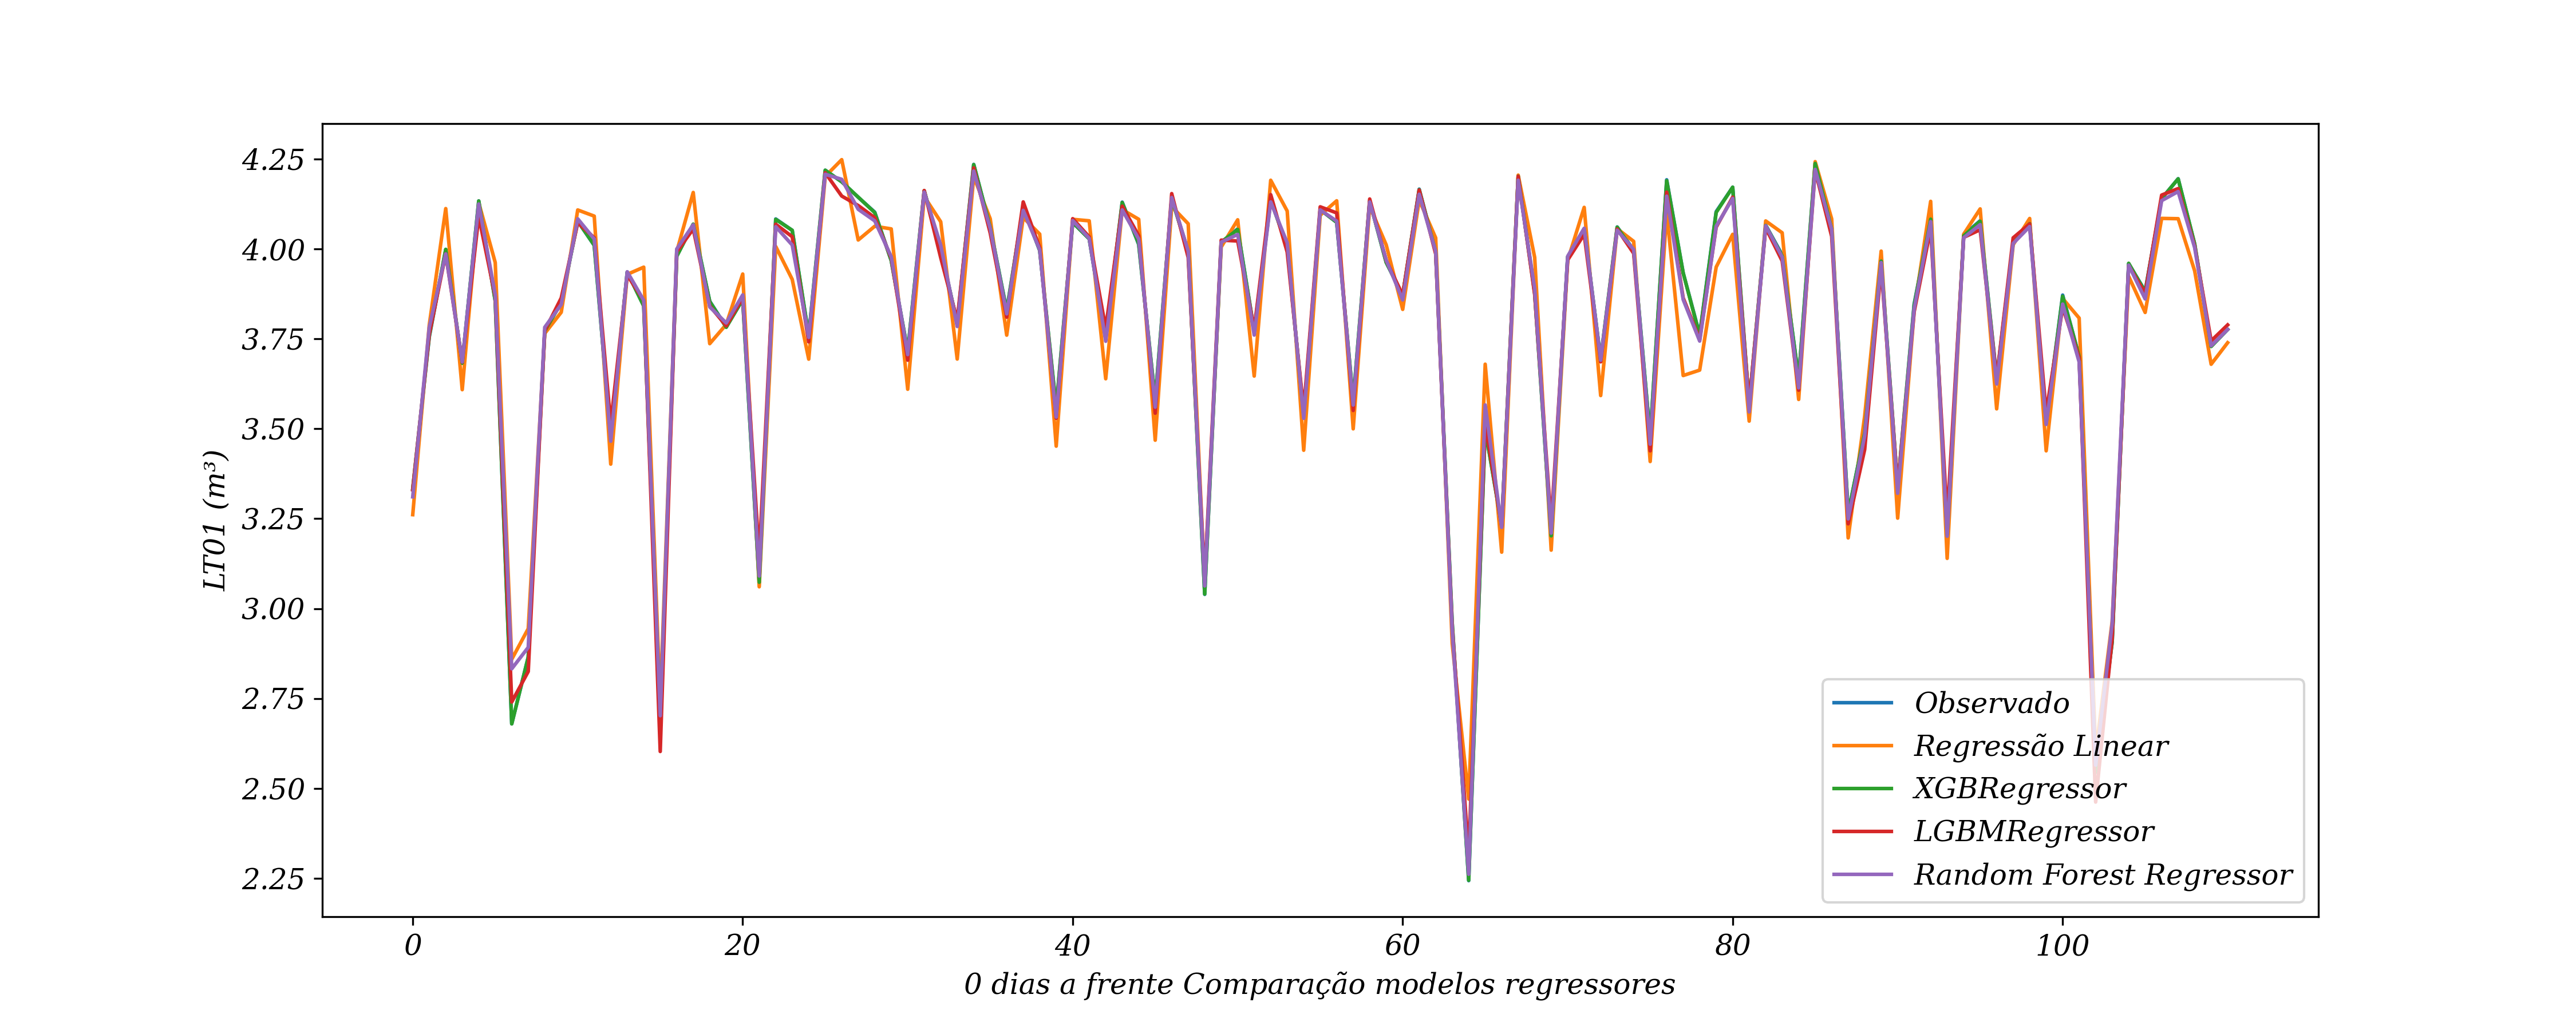 4.25
4.00
3.75
3.50
3.25
3.00
2.75
2.50
2.25
LT01 (m³)
0 20 40 60 80 100
0 dias a frente Comparação modelos regressores
Observado
Regressão Linear
XGBRegressor
LGBMRegressor
Random Forest Regressor